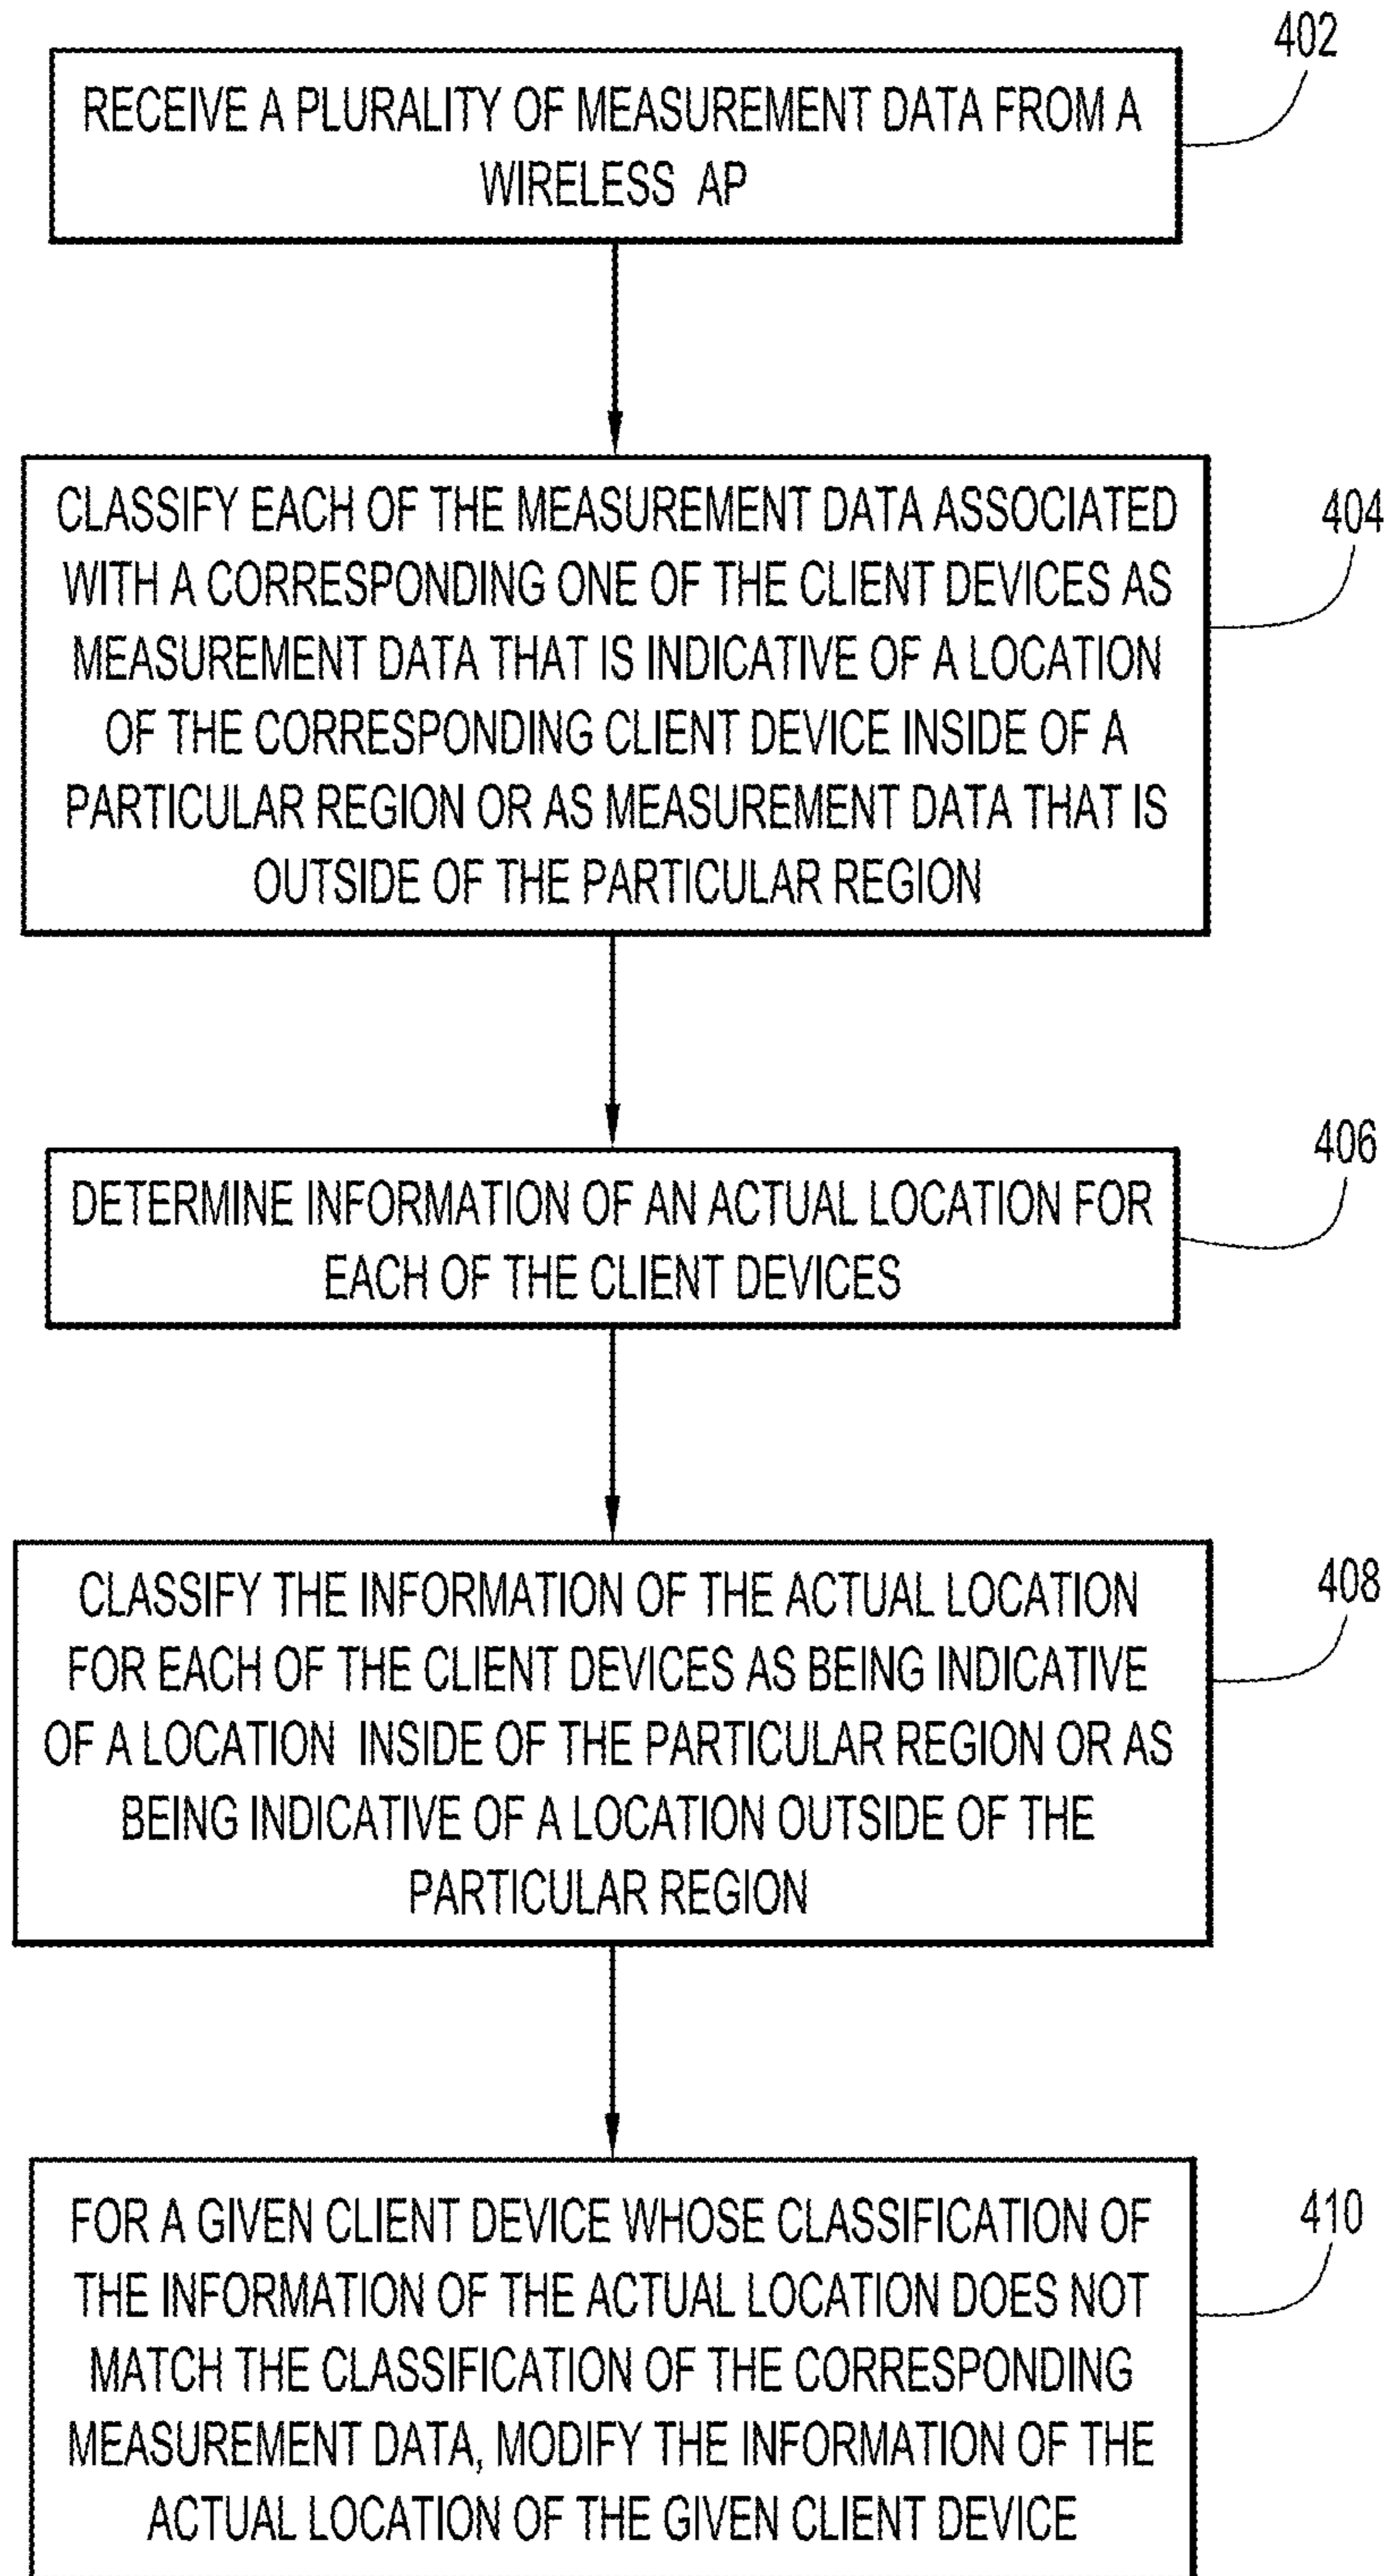 402
RECEIVE A PLURALITY OF MEASUREMENT DATA FROM A
WIRELESS AP
CLASSIFY EACH OF THE MEASUREMENT DATA ASSOCIATED
WITH A CORRESPONDING ONE OF THE CLIENT DEVICES AS
MEASUREMENT DATA THAT IS INDICATIVE OF A LOCATION
OF THE CORRESPONDING CLIENT DEVICE INSIDE OF A
PARTICULAR REGION OR AS MEASUREMENT DATA THAT IS
OUTSIDE OF THE PARTICULAR REGION
404
DETERMINE INFORMATION OF AN ACTUAL LOCATION FOR
EACH OF THE CLIENT DEVICES
406
CLASSIFY THE INFORMATION OF THE ACTUAL LOCATION
FOR EACH OF THE CLIENT DEVICES AS BEING INDICATIVE
OF A LOCATION INSIDE OF THE PARTICULAR REGION OR AS
BEING INDICATIVE OF A LOCATION OUTSIDE OF THE
PARTICULAR REGION
408
FOR A GIVEN CLIENT DEVICE WHOSE CLASSIFICATION OF
THE INFORMATION OF THE ACTUAL LOCATION DOES NOT
MATCH THE CLASSIFICATION OF THE CORRESPONDING
MEASUREMENT DATA, MODIFY THE INFORMATION OF THE
ACTUAL LOCATION OF THE GIVEN CLIENT DEVICE
410